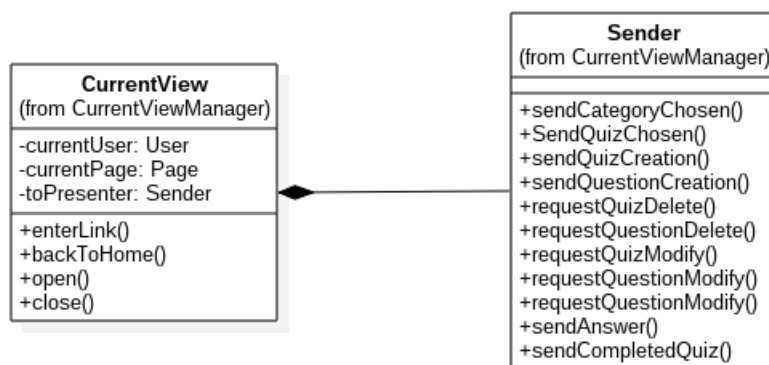 CurrentView
(from CurrentViewManager)
-currentUser: User
-currentPage: Page
-toPresenter: Sender
+enterLink()
+backToHome()
+open()
+close()
Sender
(from CurrentViewManager)
+sendCategoryChosen()
+SendQuizChosen()
+sendQuizCreation()
+sendQuestionCreation()
+requestQuizDelete()
+requestQuestionDelete()
+requestQuizModify()
+requestQuestionModify()
+requestQuestionModify()
+sendAnswer()
+sendCompletedQuiz()